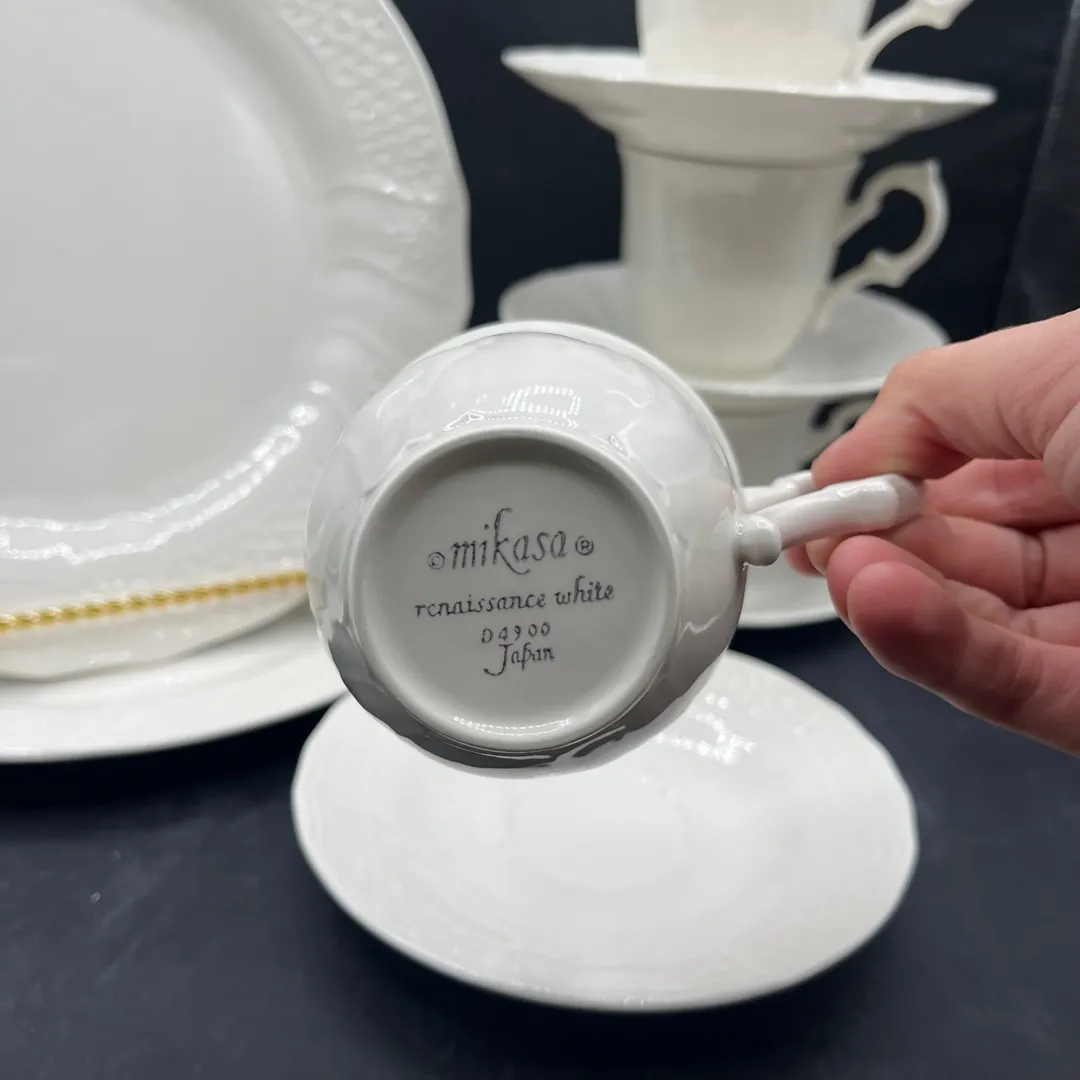 © mikasa ®
renaissance white
D4900
Japan